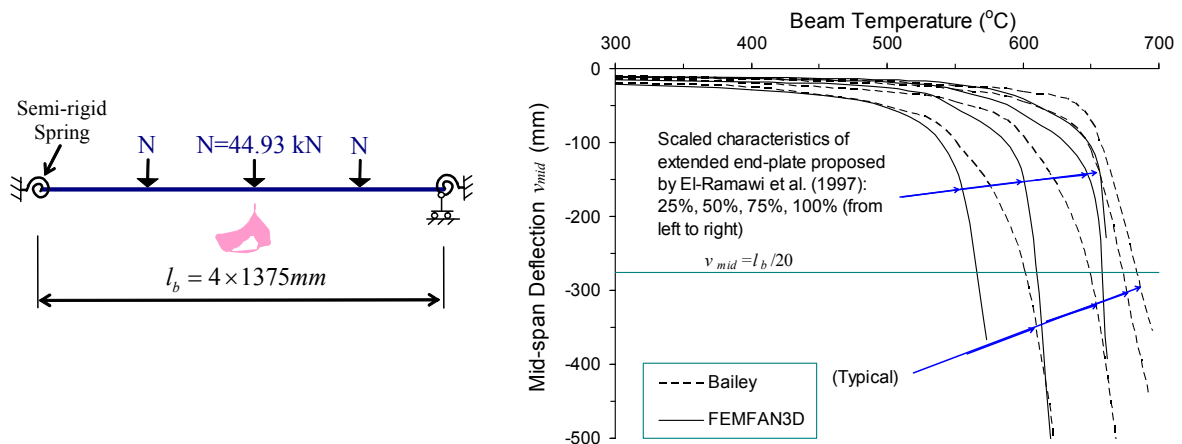 Semi-rigid
Spring
N
N=44.93 kN
N
l_b = 4×1375mm
Beam Temperature (°C)
300
400
500
600
700
Mid-span Deflection v_mid (mm)
0
-100
-200
-300
-400
-500
Scaled characteristics of
extended end-plate proposed
by El-Ramawi et al. (1997):
25%, 50%, 75%, 100% (from
left to right)
v_mid = l_b/20
(Typical)
Bailey
FEMFAN3D